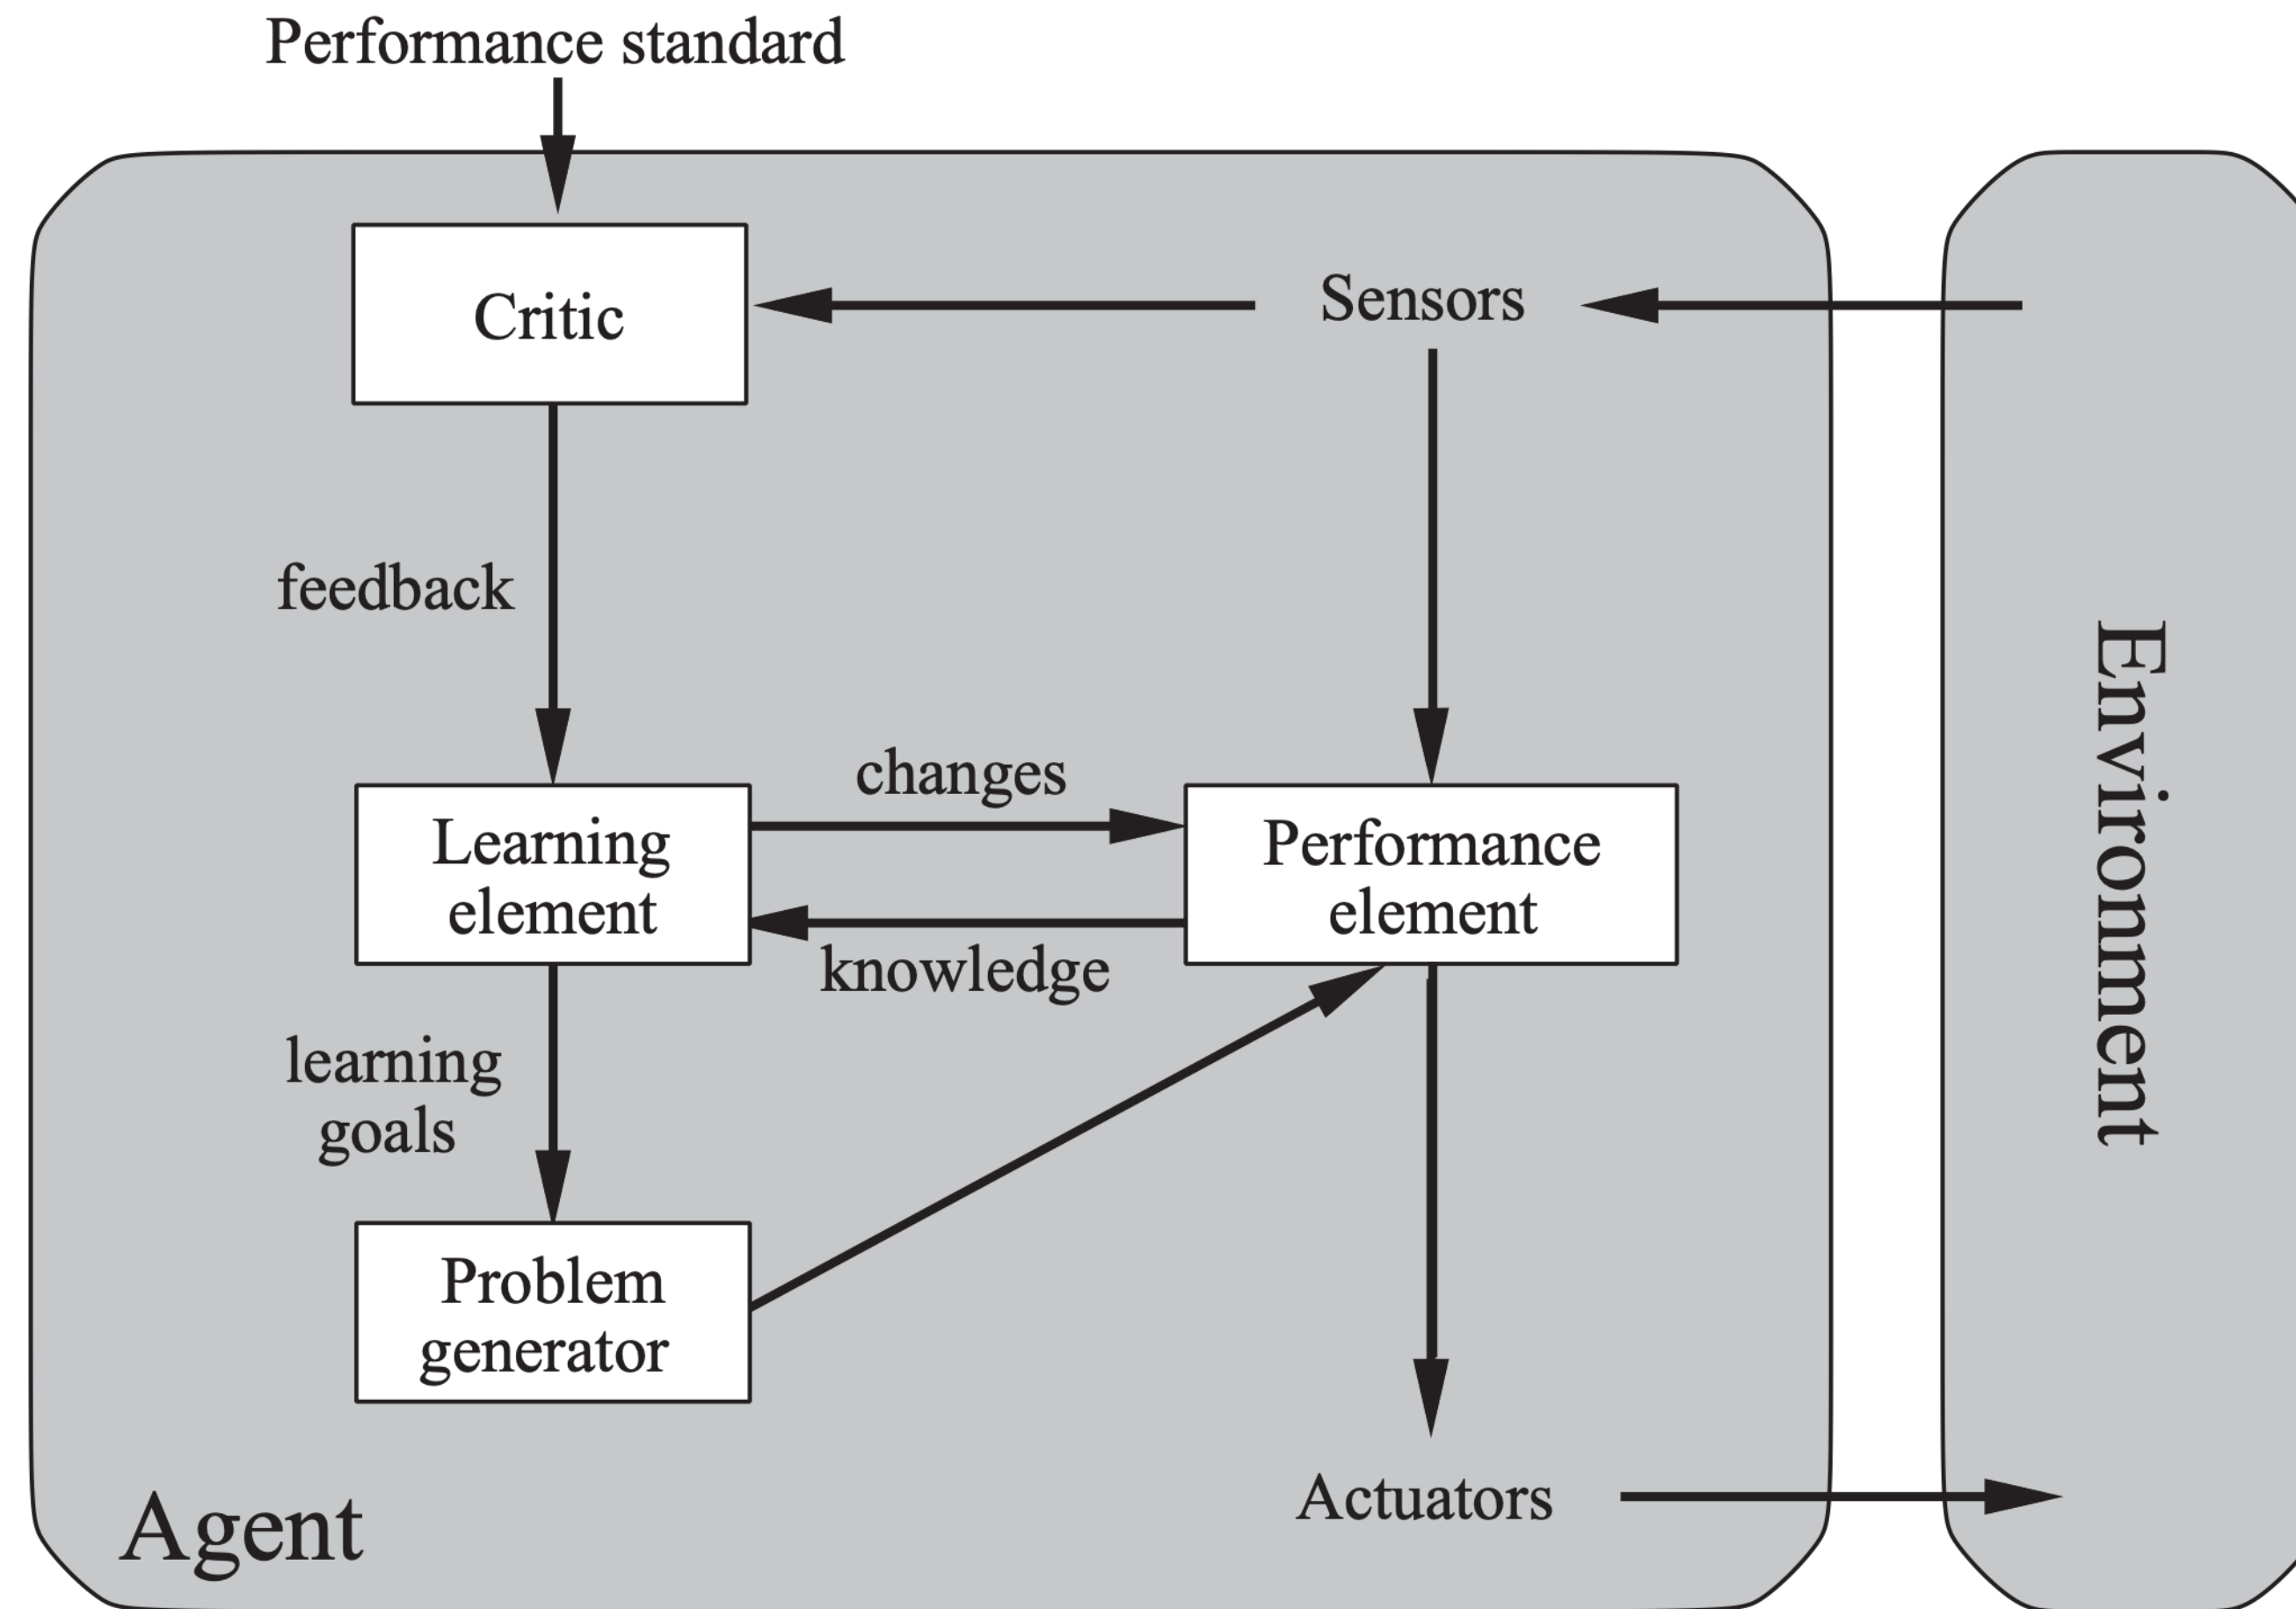 Performance standard
Critic
Sensors
feedback
changes
Learning
element
Performance
element
knowledge
learning
goals
Problem
generator
Agent
Actuators
Environment